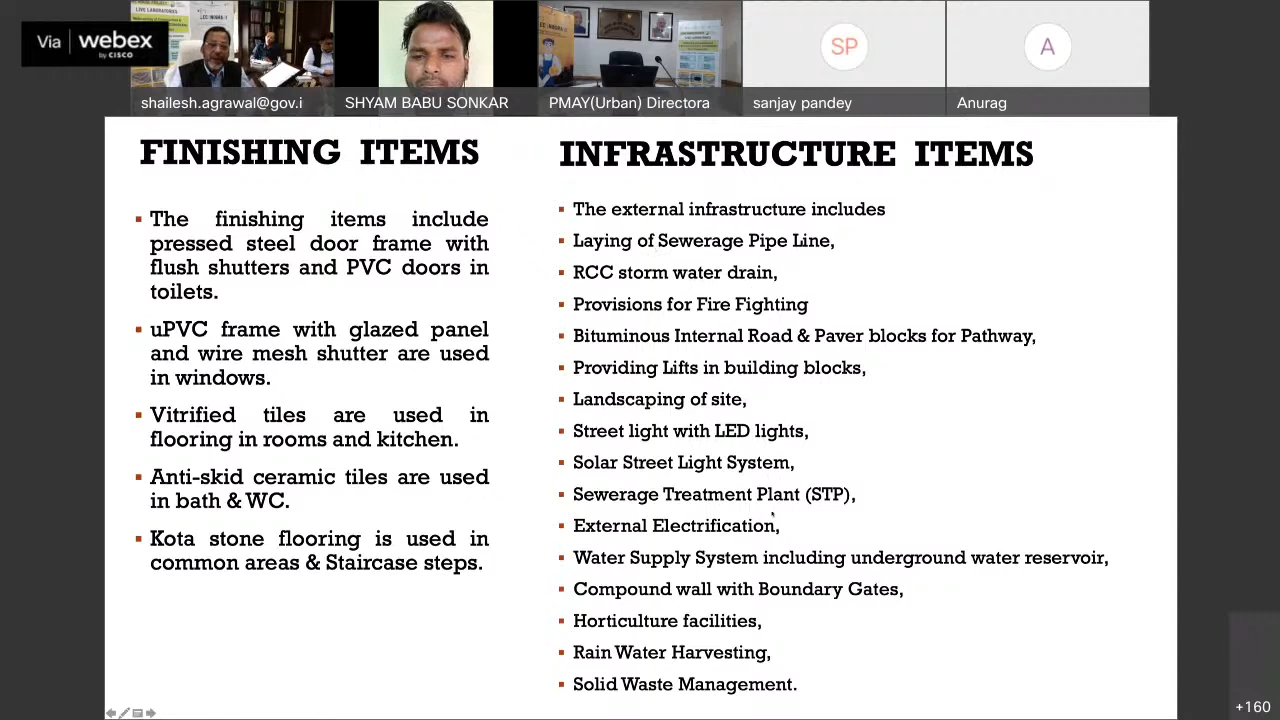 Via webex
by CISCO
LIVE LABORATORIES
shailesh.agrawal@gov.i
SHYAM BABU SONKAR
PMAY(Urban) Directora
SP
sanjay pandey
A
Anurag
FINISHING ITEMS
▪ The finishing items include
pressed steel door frame with
flush shutters and PVC doors in
toilets.
▪ uPVC frame with glazed panel
and wire mesh shutter are used
in windows.
▪ Vitrified tiles are used in
flooring in rooms and kitchen.
▪ Anti-skid ceramic tiles are used
in bath & WC.
▪ Kota stone flooring is used in
common areas & Staircase steps.
INFRASTRUCTURE ITEMS
▪ The external infrastructure includes
▪ Laying of Sewerage Pipe Line,
▪ RCC storm water drain,
▪ Provisions for Fire Fighting
▪ Bituminous Internal Road & Paver blocks for Pathway,
▪ Providing Lifts in building blocks,
▪ Landscaping of site,
▪ Street light with LED lights,
▪ Solar Street Light System,
▪ Sewerage Treatment Plant (STP),
▪ External Electrification,
▪ Water Supply System including underground water reservoir,
▪ Compound wall with Boundary Gates,
▪ Horticulture facilities,
▪ Rain Water Harvesting,
▪ Solid Waste Management.
+160